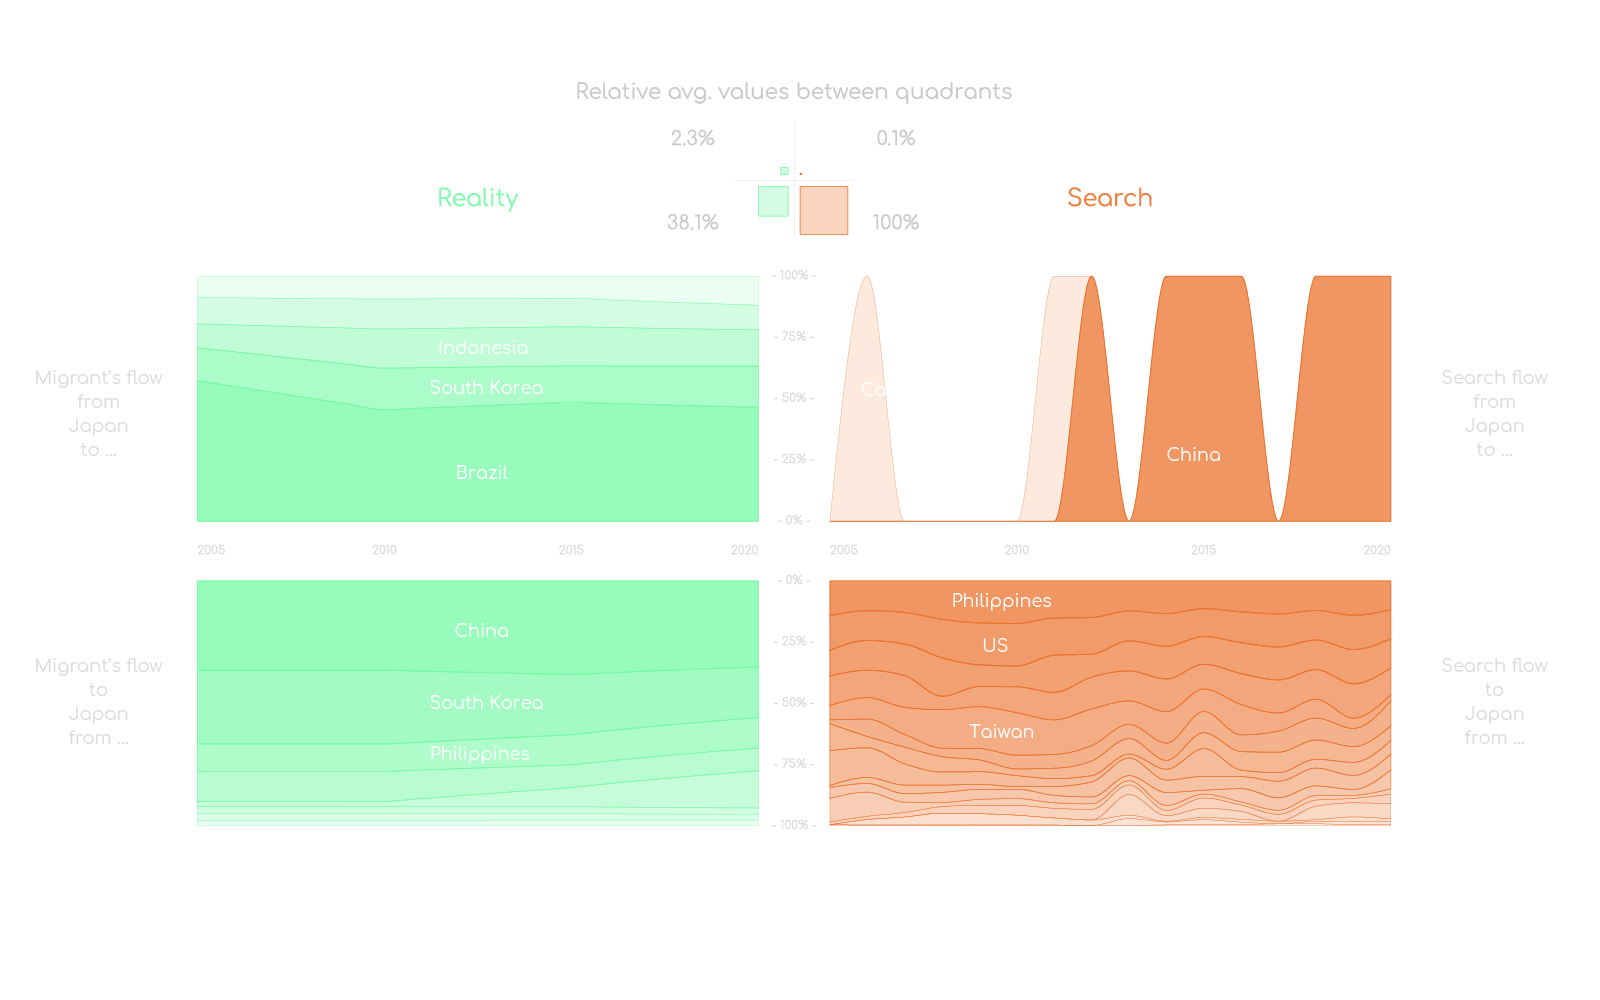 Relative avg. values between quadrants
2.3%
0.1%
Reality
Search
38.1%
100%
- 100% -
- 75% -
- 50% -
- 25% -
- 0% -
Migrant's flow
from
Japan
to ...
Indonesia
South Korea
Brazil
Co
China
Search flow
from
Japan
to ...
2005
2010
2015
2020
2005
2010
2015
2020
- 0% -
- 25% -
- 50% -
- 75% -
- 100% -
Migrant's flow
to
Japan
from ...
China
South Korea
Philippines
Philippines
US
Taiwan
Search flow
to
Japan
from ...